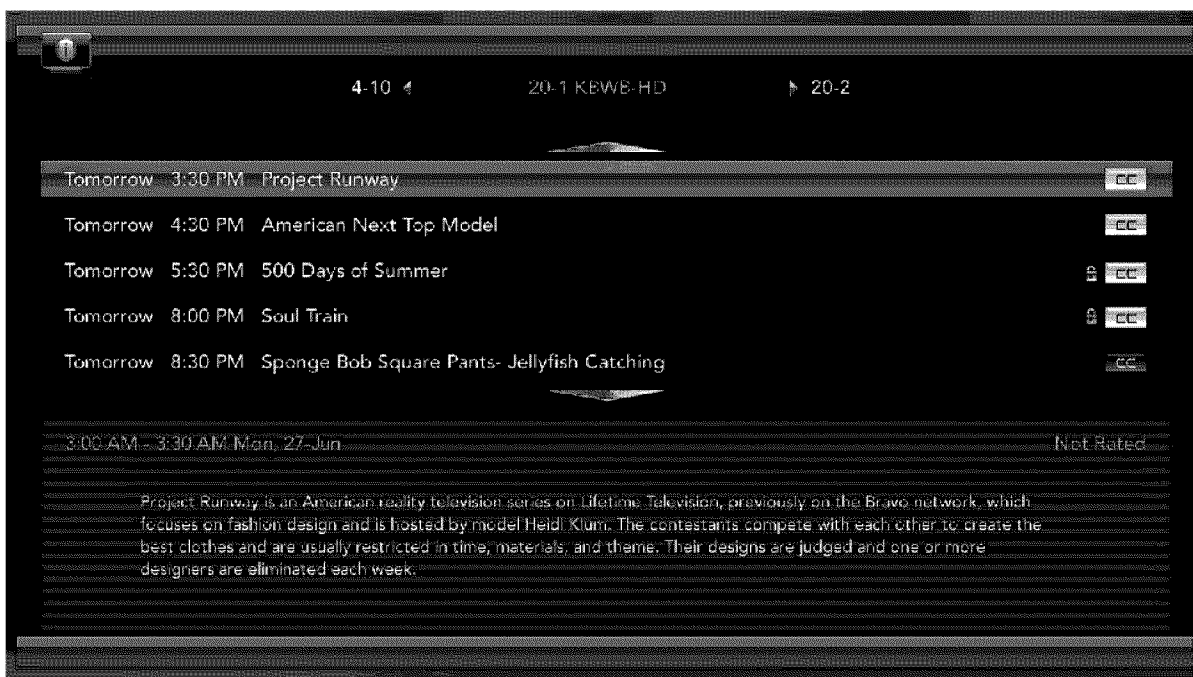 4-10 20-1 KBWB-HD 20-2
Tomorrow 3:30 PM Project Runway CC
Tomorrow 4:30 PM American Next Top Model CC
Tomorrow 5:30 PM 500 Days of Summer CC
Tomorrow 8:00 PM Soul Train CC
Tomorrow 8:30 PM Sponge Bob Square Pants- Jellyfish Catching CC
3:00 AM - 3:30 AM Mon, 27-Jun Not Rated
Project Runway is an American reality television series on Lifetime Television, previously on the Bravo network, which
focuses on fashion design and is hosted by model Heidi Klum. The contestants compete with each other to create the
best clothes and are usually restricted in time, materials, and theme. Their designs are judged and one or more
designers are eliminated each week.